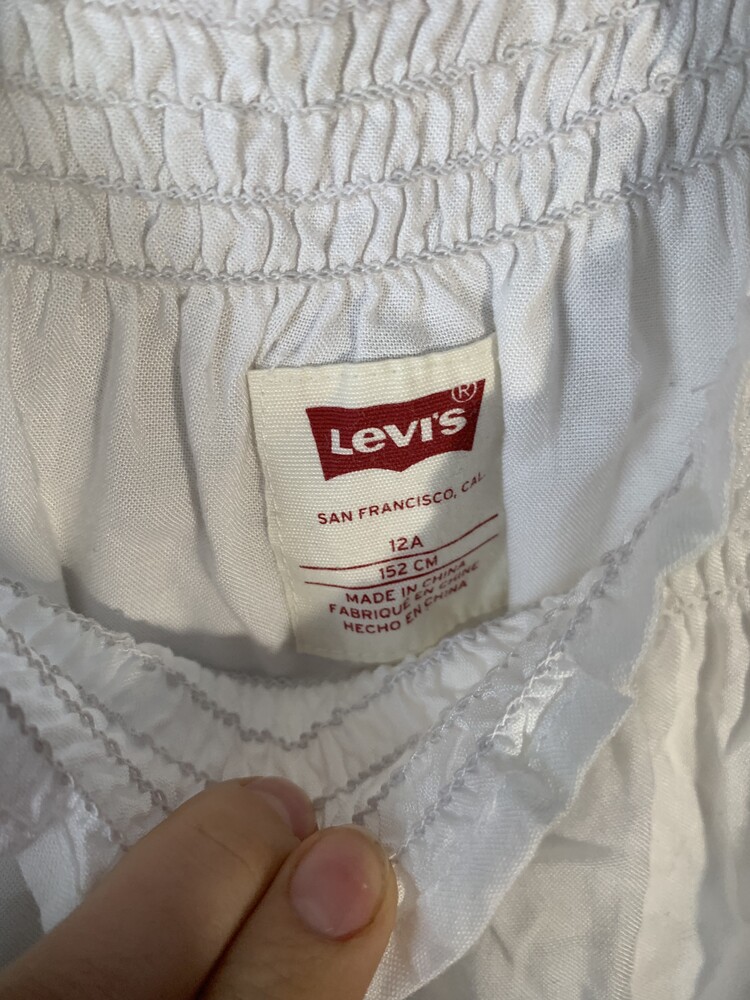 Levi's ®
SAN FRANCISCO, CAL.
12A
152 CM
MADE IN CHINA
FABRIQUE EN CHINE
HECHO EN CHINA